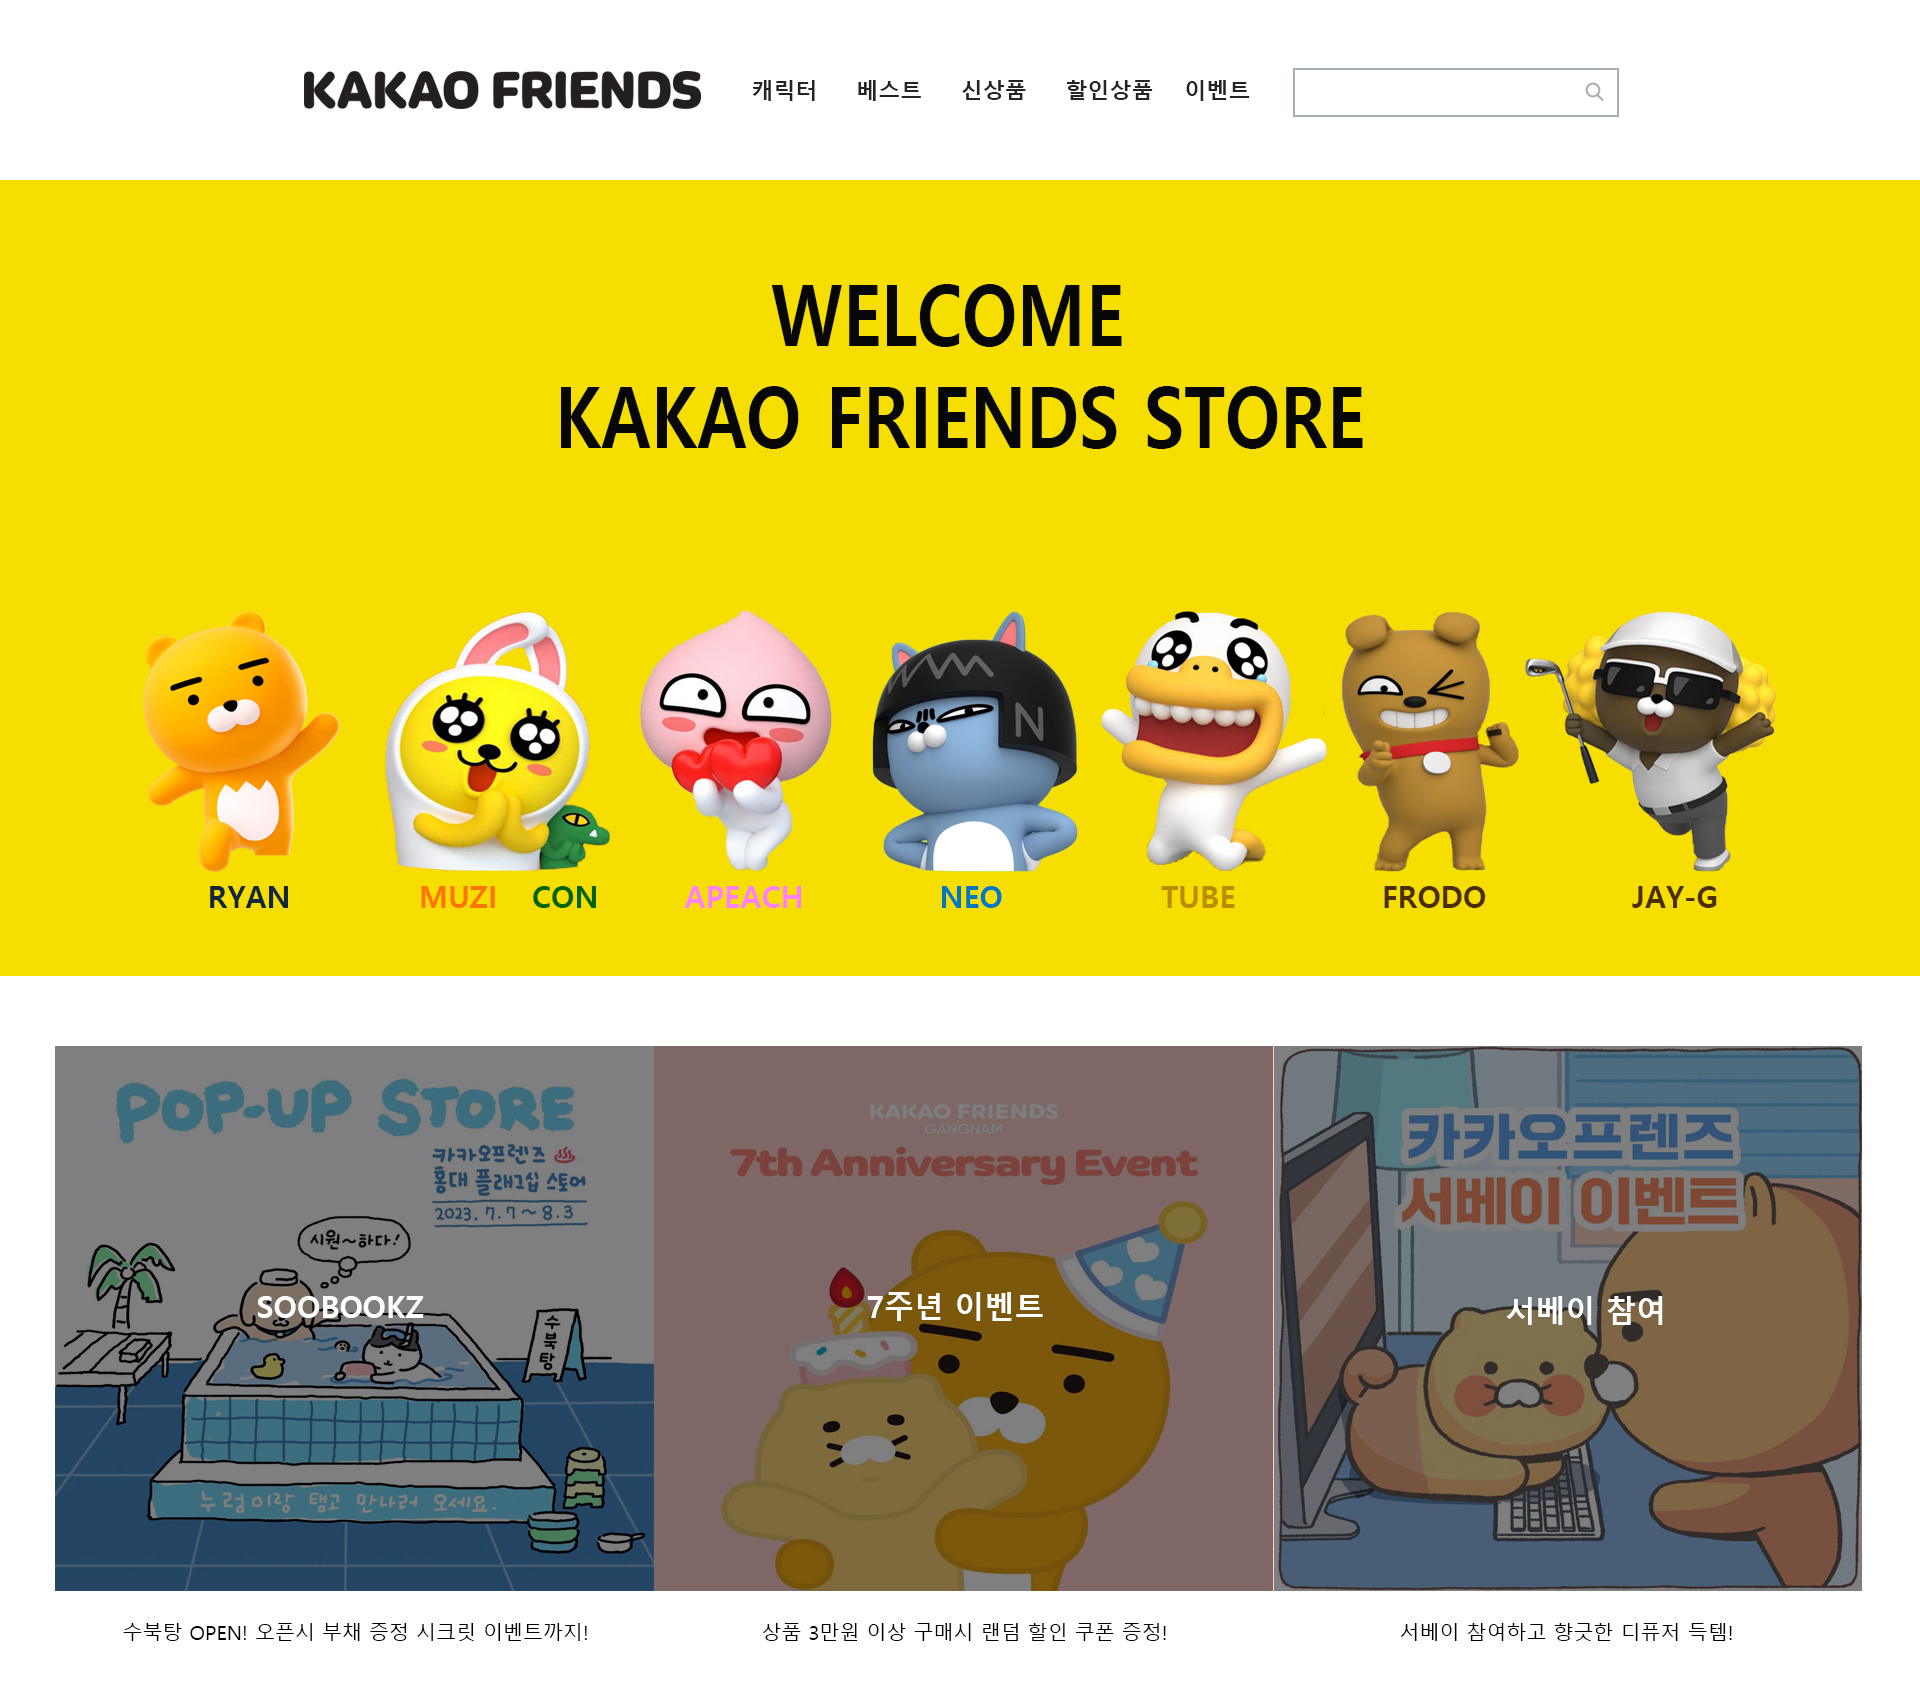 KAKAO FRIENDS 캐릭터 베스트 신상품 할인상품 이벤트
WELCOME
KAKAO FRIENDS STORE
N
RYAN MUZI CON APEACH NEO TUBE FRODO JAY-G
POP-UP STORE
카카오프렌즈
홍대 플래그십 스토어
2023. 7. 7 ~ 8. 3
시원~하다!
SOOBOOKZ
수북탕
누렁이랑 탱고 만나러 오세요.
KAKAO FRIENDS
GANGNAM
7th Anniversary Event
7주년 이벤트
카카오프렌즈
서베이 이벤트
서베이 참여
수북탕 OPEN! 오픈시 부채 증정 시크릿 이벤트까지!
상품 3만원 이상 구매시 랜덤 할인 쿠폰 증정!
서베이 참여하고 향긋한 디퓨저 득템!